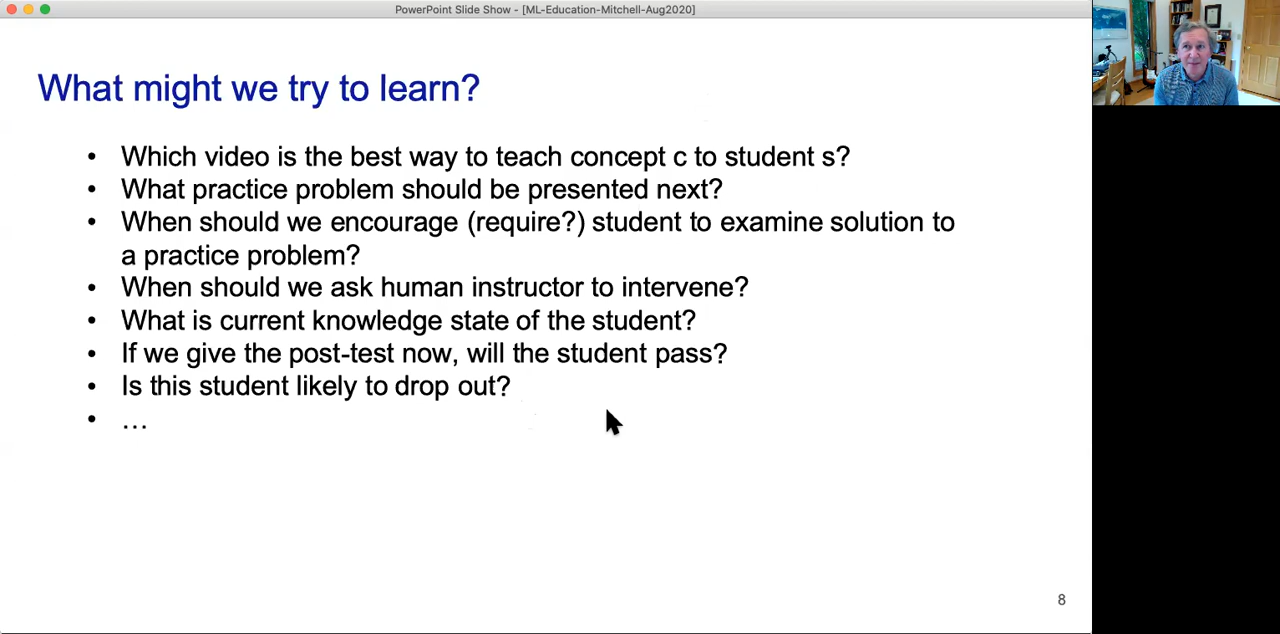 PowerPoint Slide Show - [ML-Education-Mitchell-Aug2020]
What might we try to learn?
• Which video is the best way to teach concept c to student s?
• What practice problem should be presented next?
• When should we encourage (require?) student to examine solution to
a practice problem?
• When should we ask human instructor to intervene?
• What is current knowledge state of the student?
• If we give the post-test now, will the student pass?
• Is this student likely to drop out?
• …
8